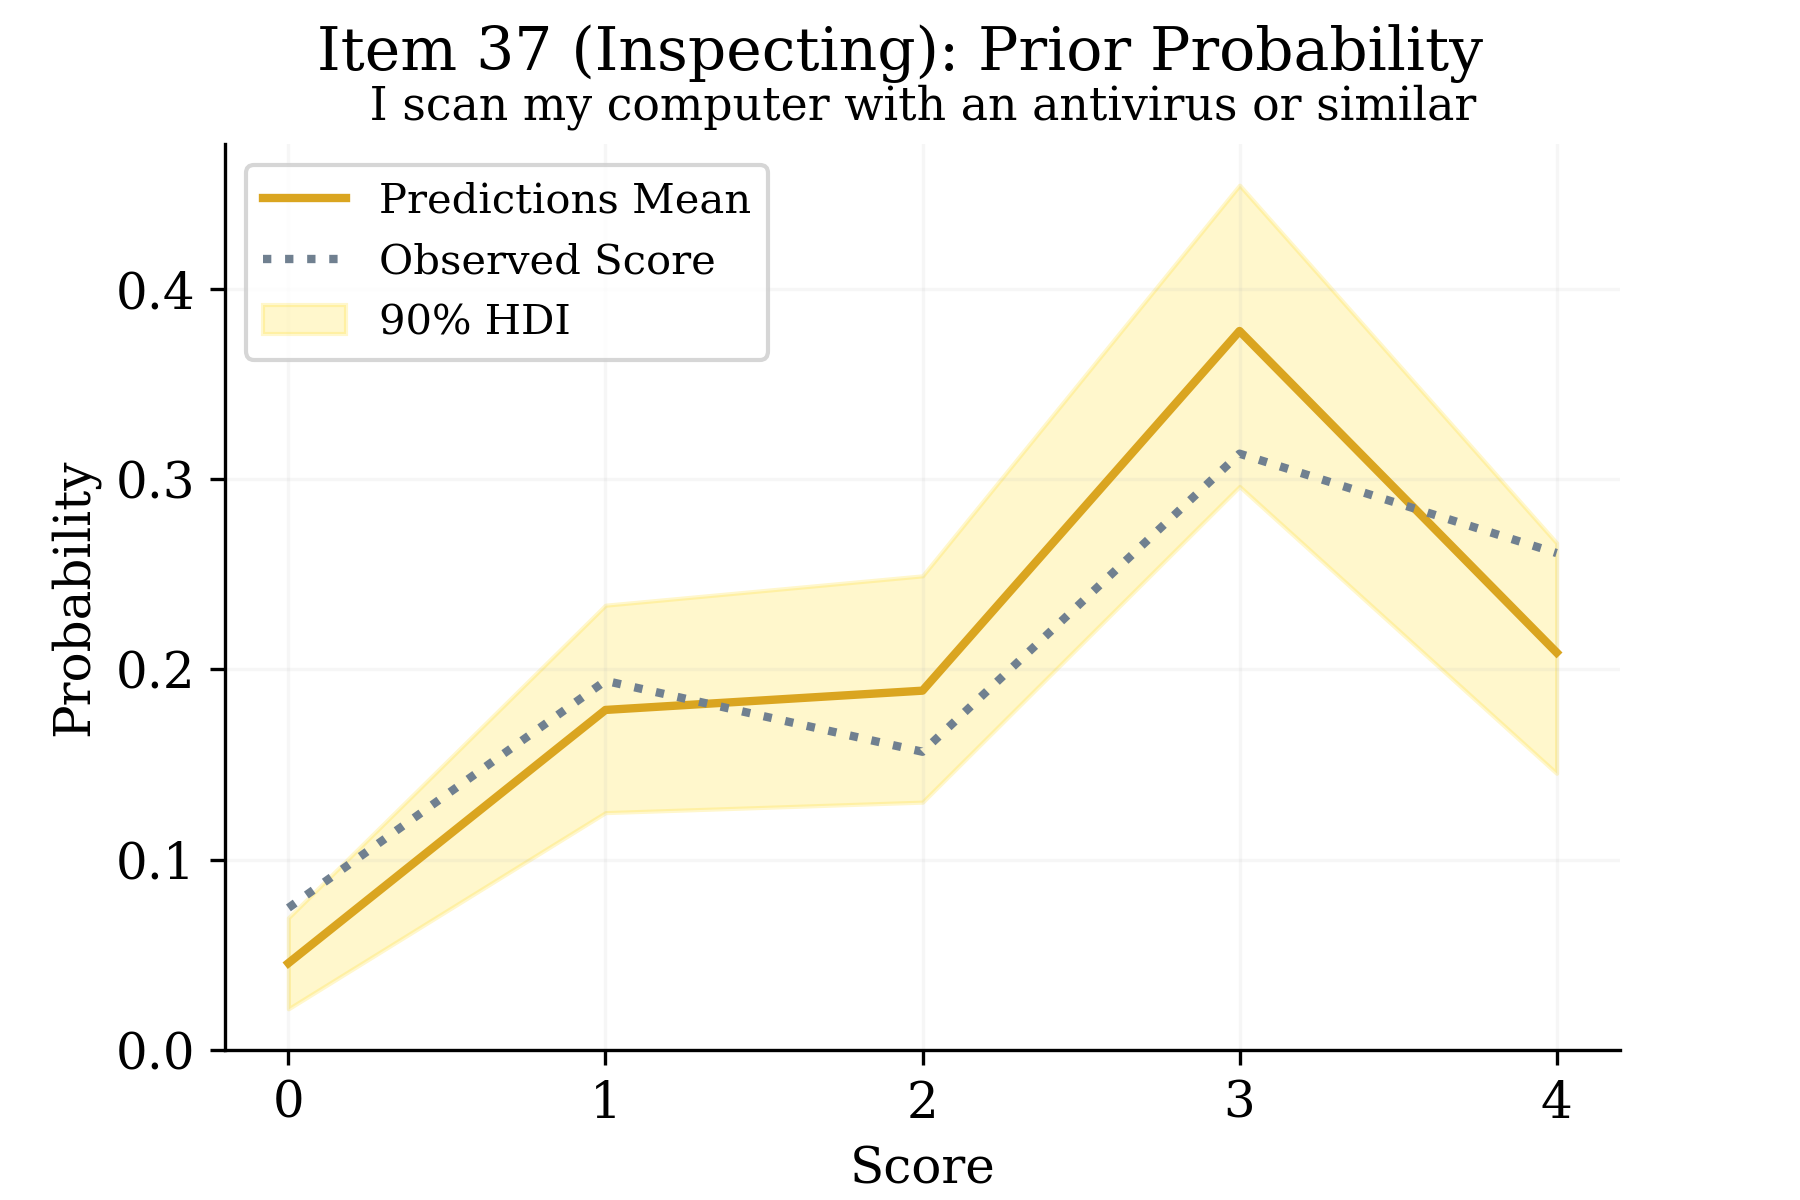 Item 37 (Inspecting): Prior Probability
I scan my computer with an antivirus or similar
Predictions Mean
Observed Score
90% HDI
Probability
0.4
0.3
0.2
0.1
0.0
0 1 2 3 4
Score